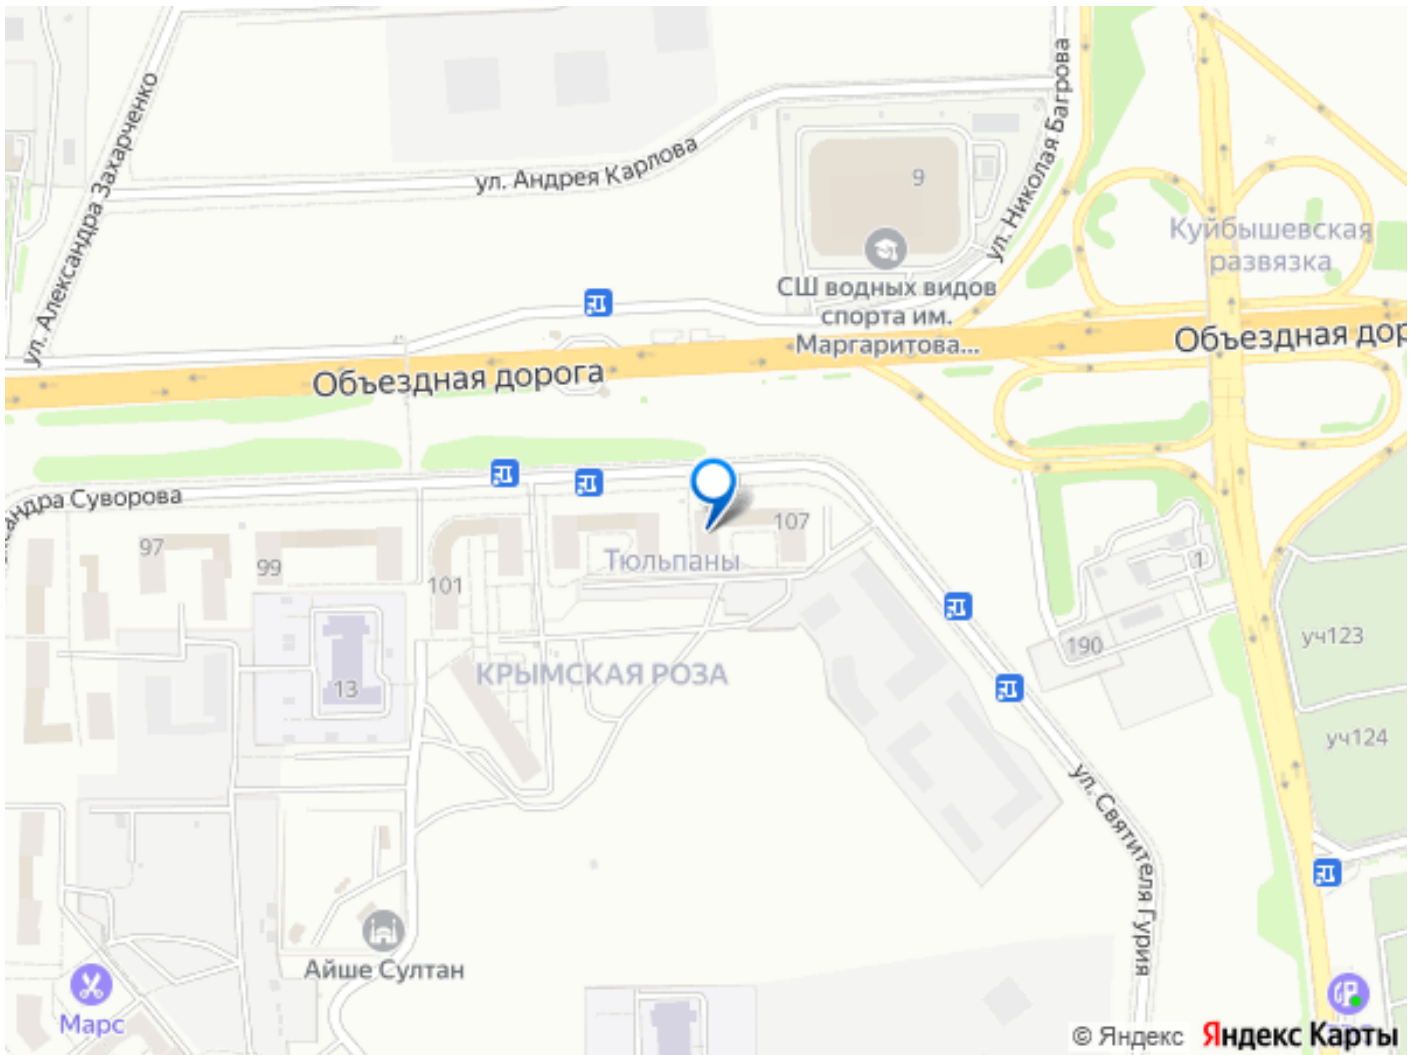 ул. Александра Захарченко
ул. Андрея Карлова
ул. Николая Багрова
9
СШ водных видов
спорта им.
Маргаритова...
Куйбышевская
развязка
Объездная дорога
Объездная дор
андра Суворова
97
99
101
107
Тюльпаны
1
190
уч123
КРЫМСКАЯ РОЗА
13
уч124
ул. Святителя Гурия
Айше Султан
Марс
© Яндекс
Яндекс Карты